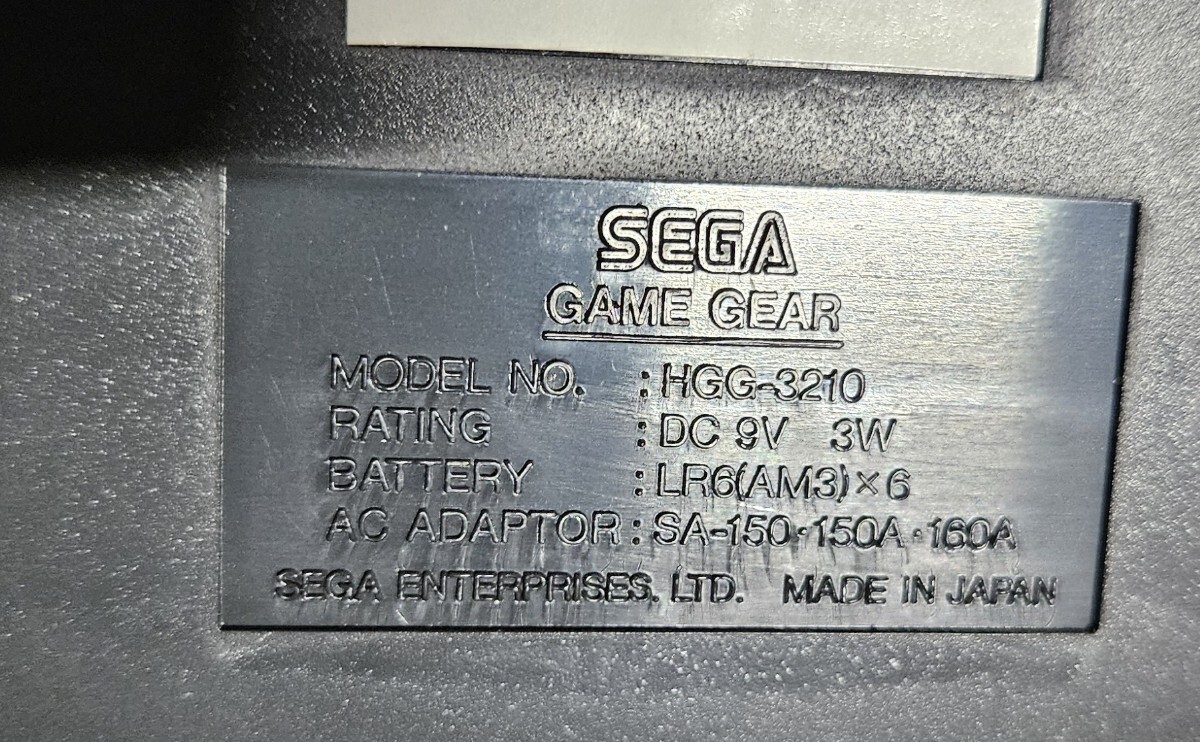 SEGA
GAME GEAR
MODEL NO. : HGG-3210
RATING : DC 9V 3W
BATTERY : LR6(AM3)×6
AC ADAPTOR : SA-150·150A·160A
SEGA ENTERPRISES, LTD. MADE IN JAPAN